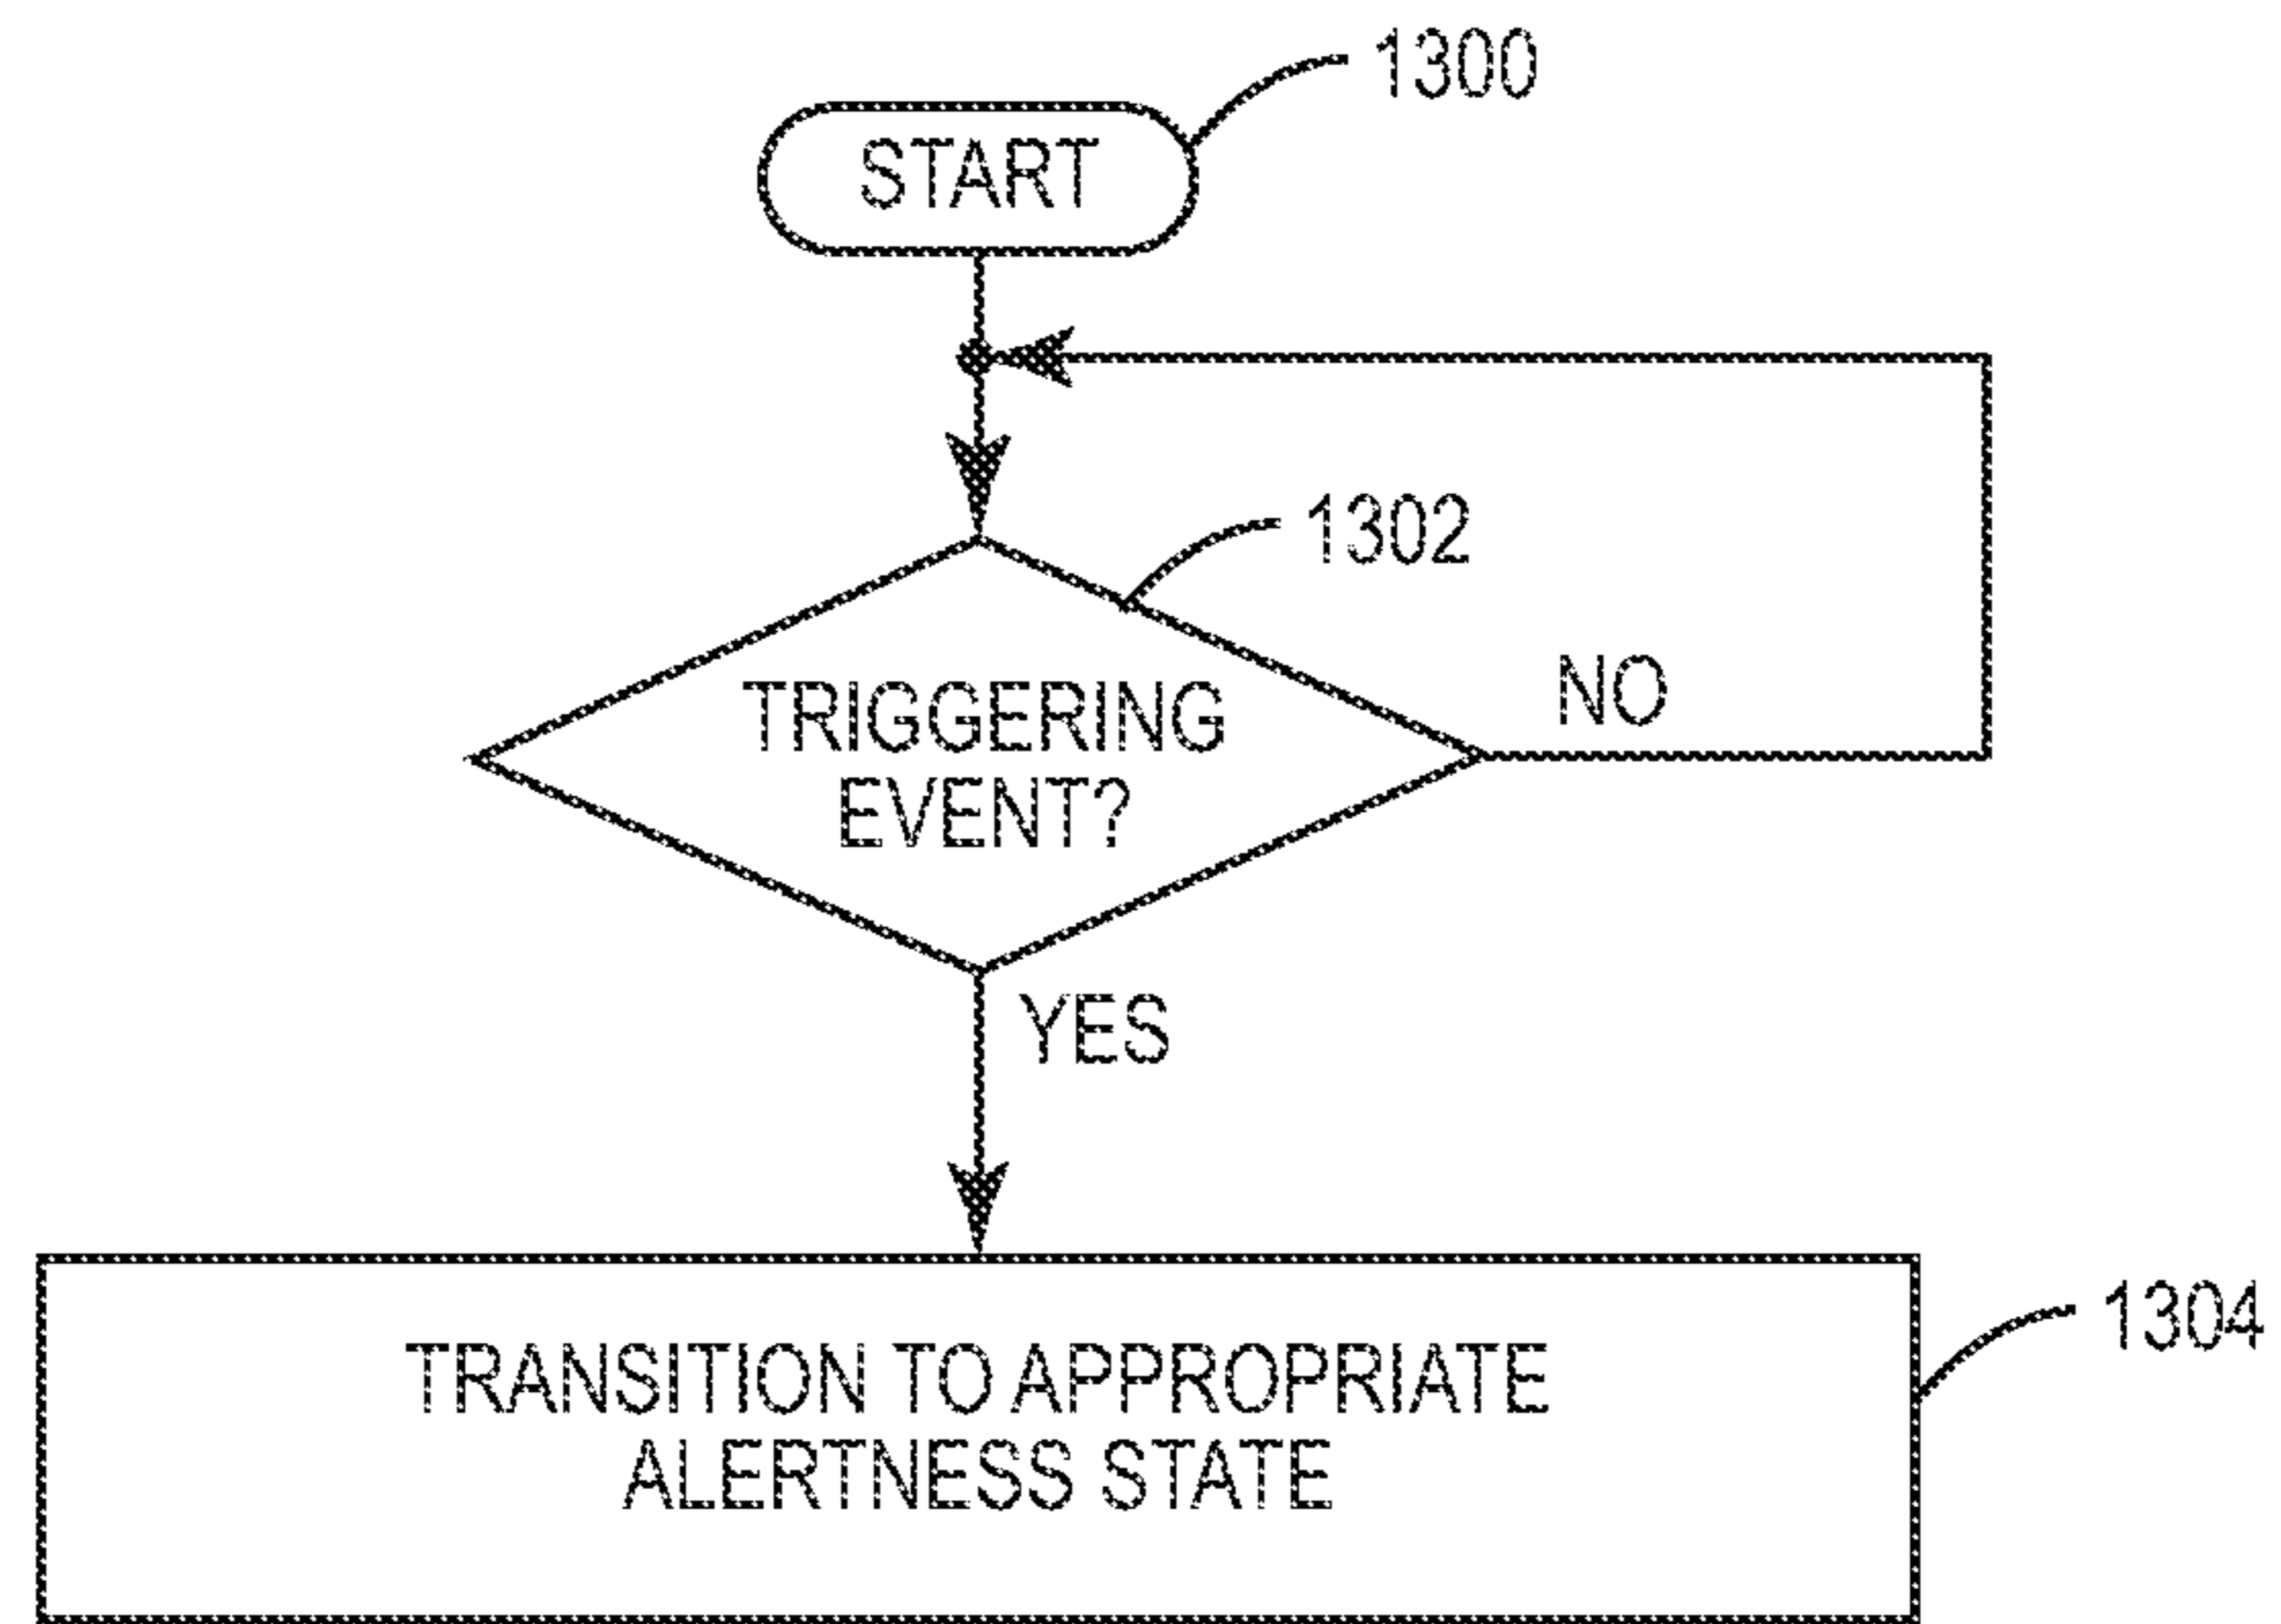 1300
START
1302
TRIGGERING
EVENT?
NO
YES
1304
TRANSITION TO APPROPRIATE
ALERTNESS STATE